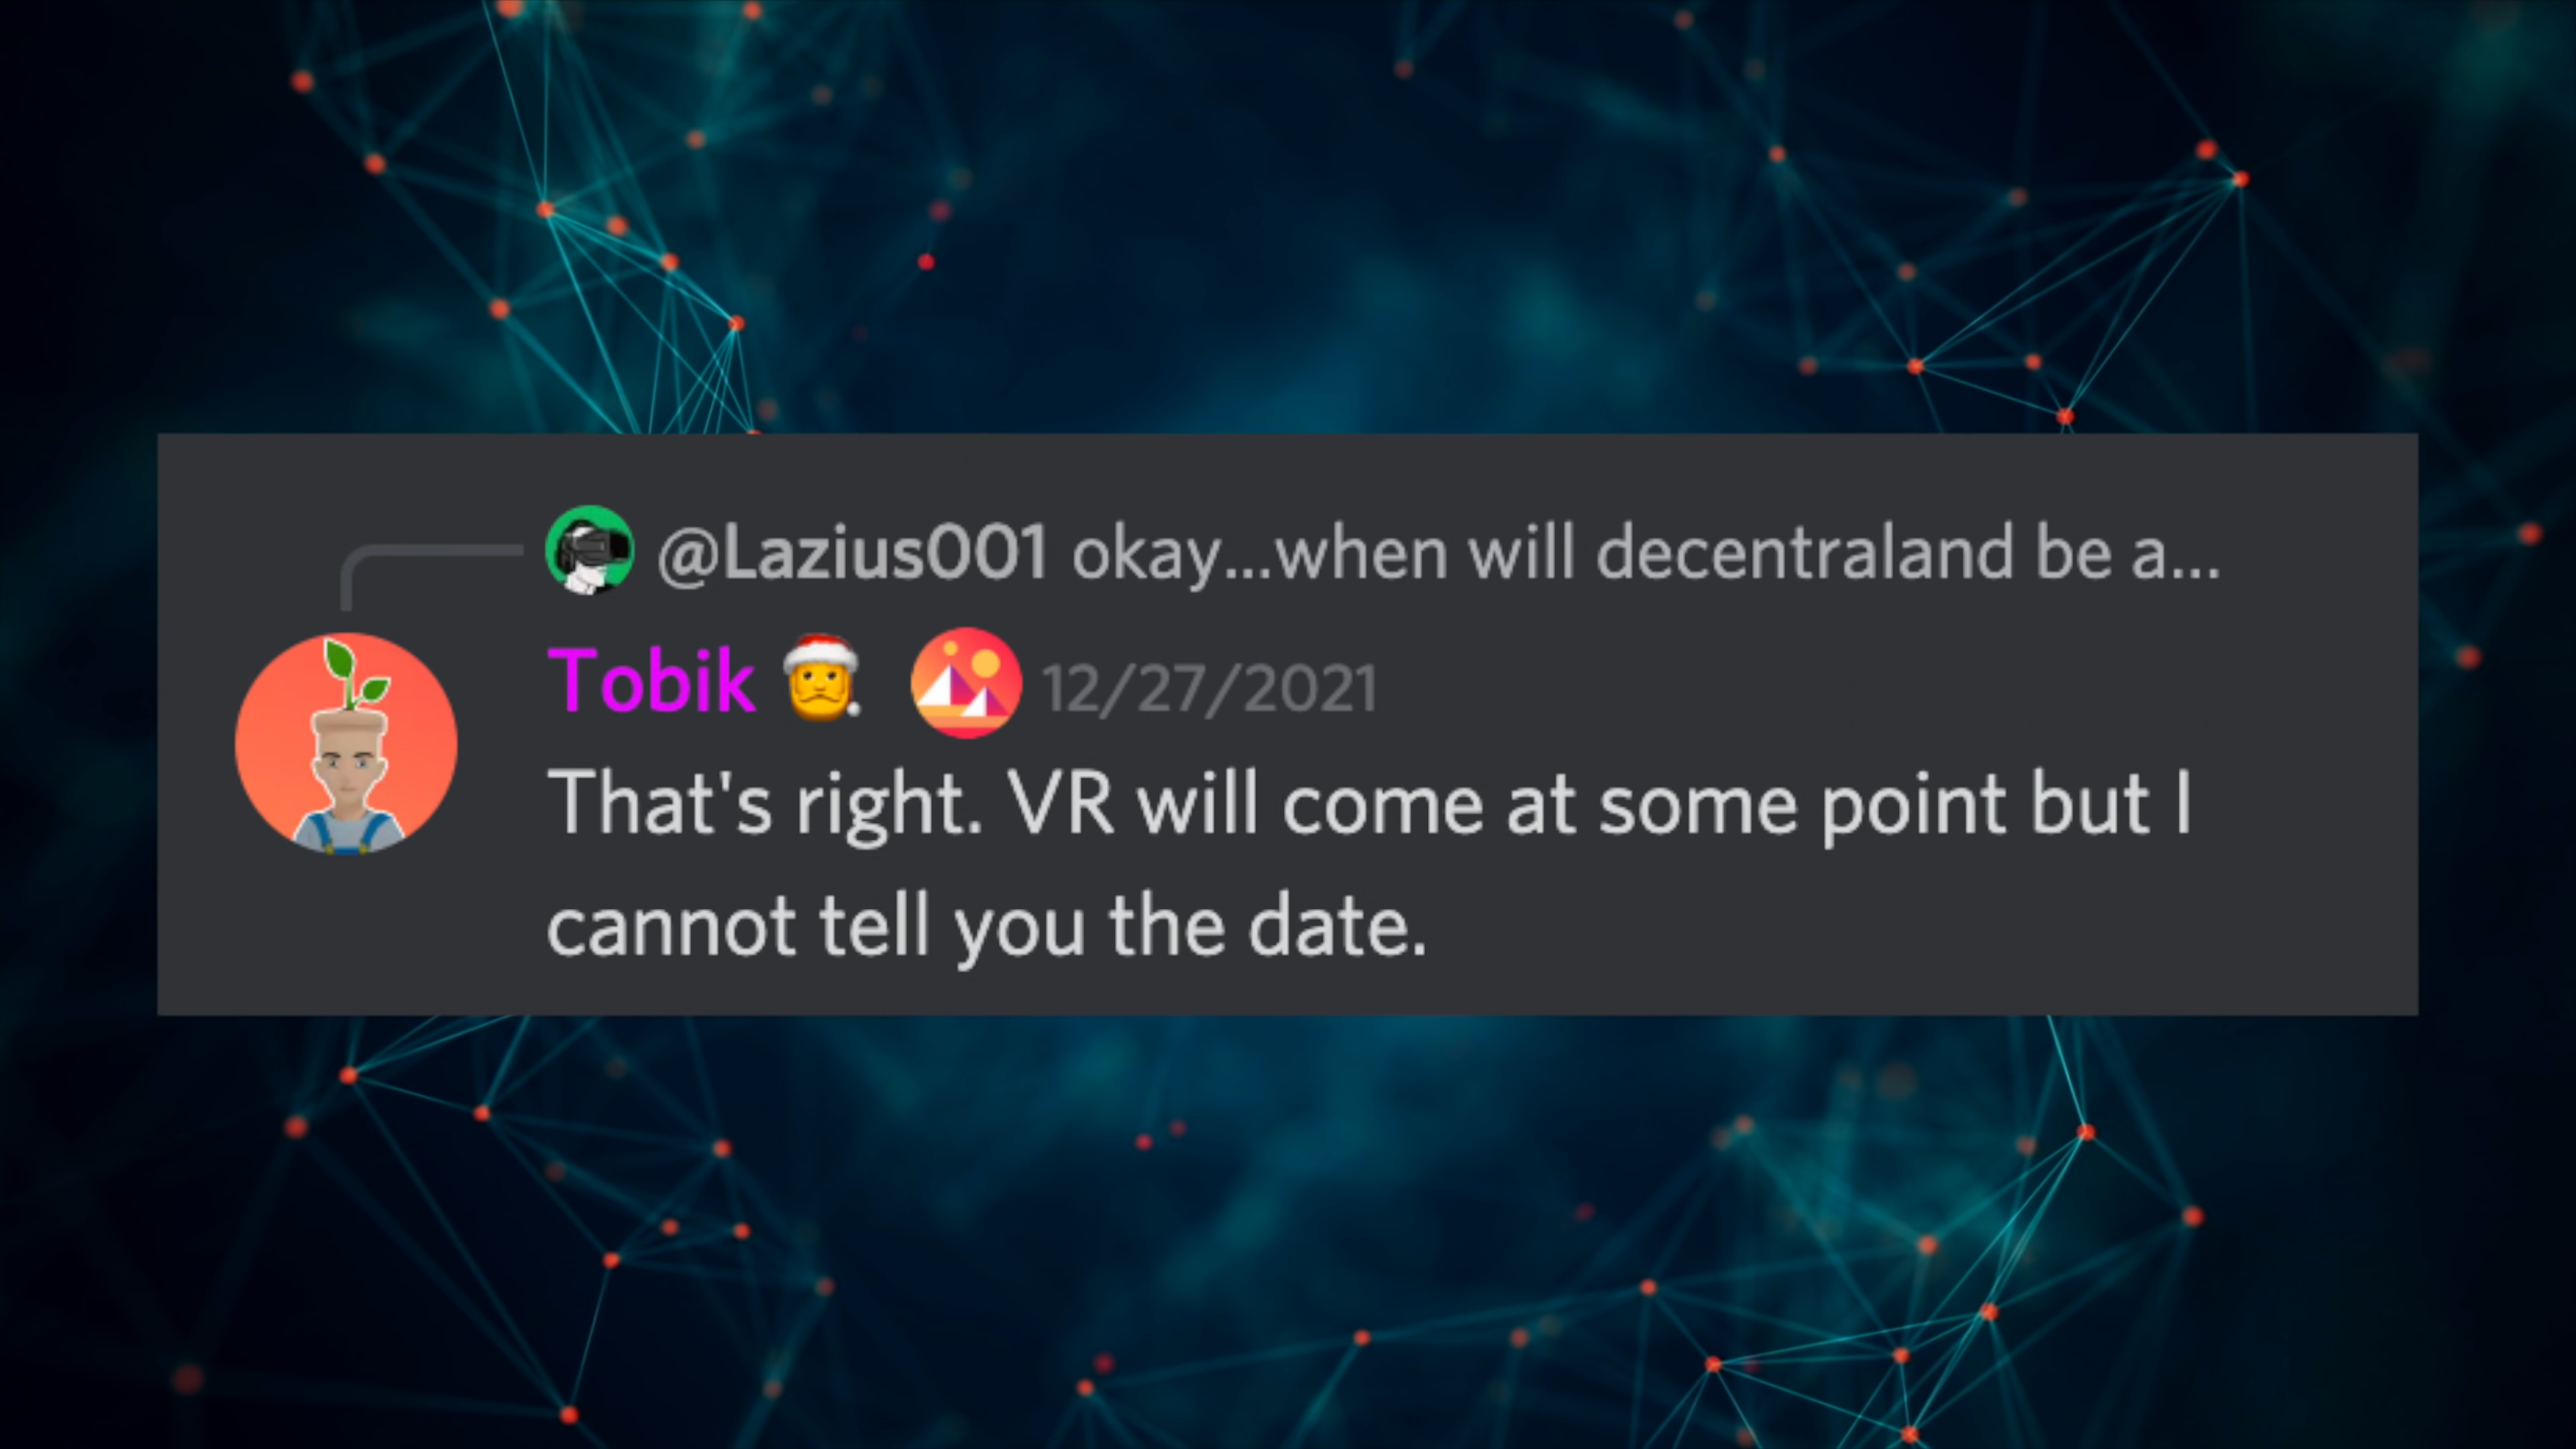 @Lazius001 okay...when will decentraland be a...
Tobik 🎅 12/27/2021
That's right. VR will come at some point but I
cannot tell you the date.